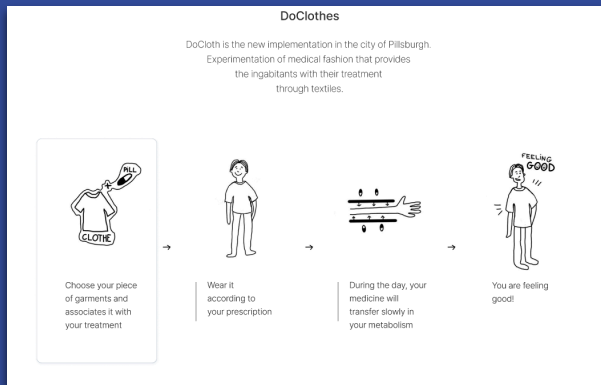 DoClothes
DoCloth is the new implementation in the city of Pillsburgh.
Experimentation of medical fashion that provides
the ingabitants with their treatment
through textiles.
PILL
CLOTHE
FEELING
GOOD
Choose your piece
of garments and
associates it with
your treatment
Wear it
according to
your prescription
During the day, your
medicine will
transfer slowly in
your metabolism
You are feeling
good!